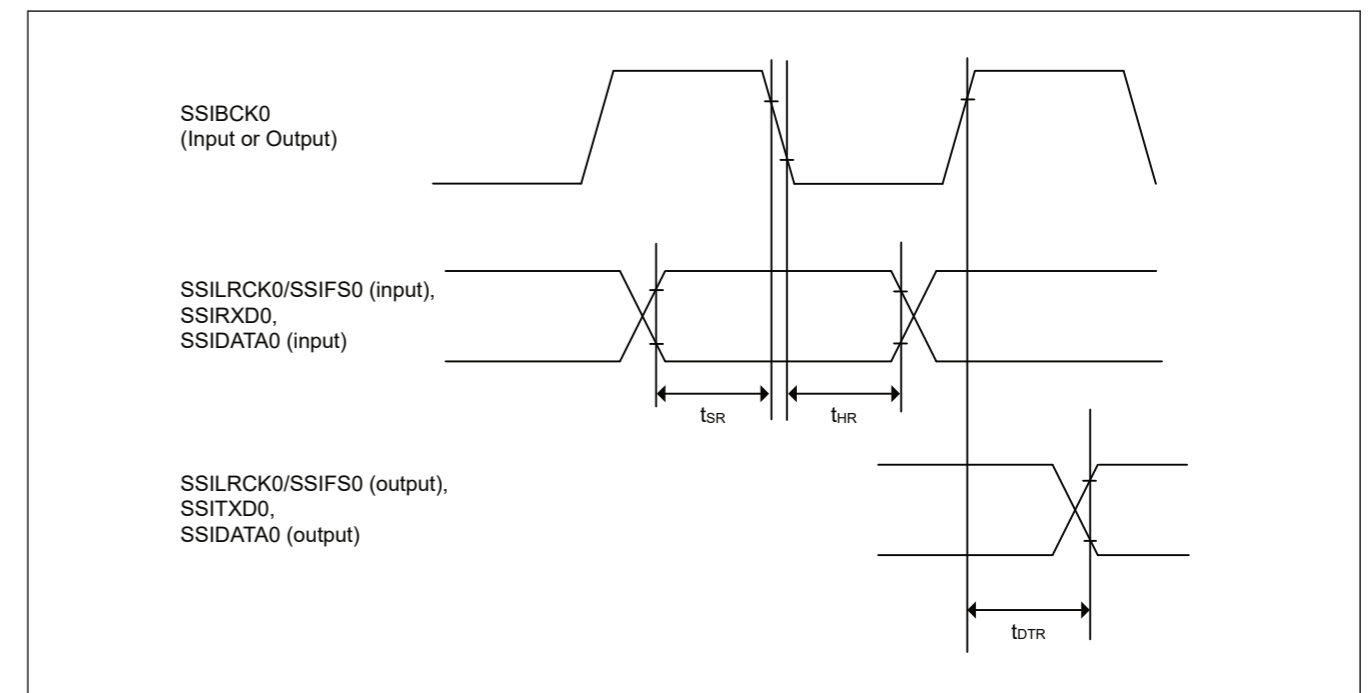 SSIBCK0
(Input or Output)
SSILRCK0/SSIFS0 (input),
SSIRXD0,
SSIDATA0 (input)
tSR
tHR
SSILRCK0/SSIFS0 (output),
SSITXD0,
SSIDATA0 (output)
tDTR